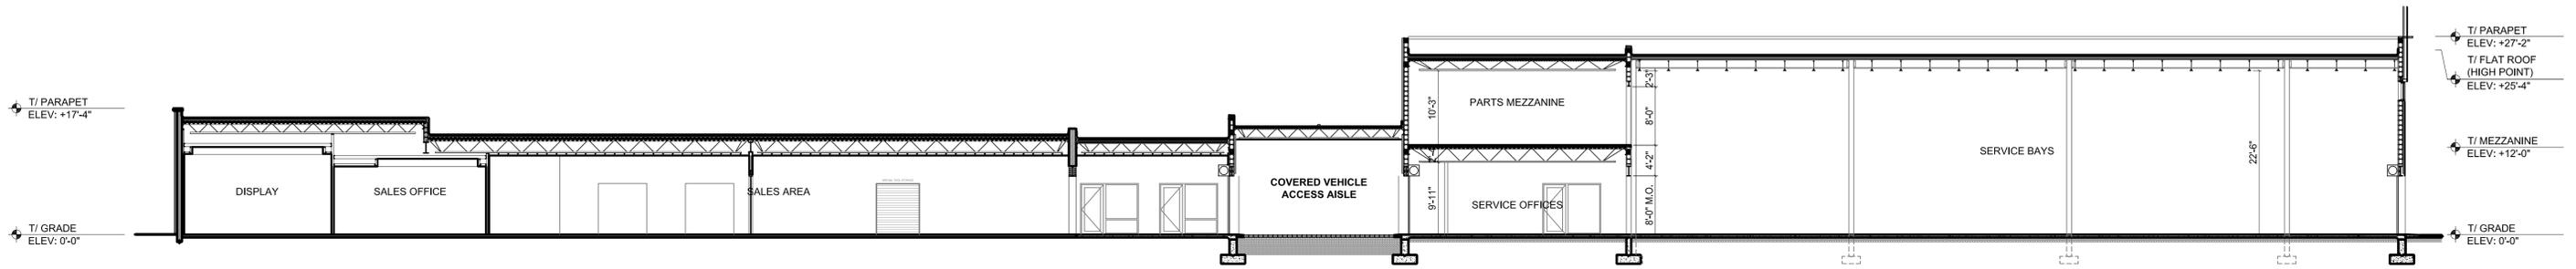 T/ PARAPET
ELEV: +17'-4"
T/ GRADE
ELEV: 0'-0"
DISPLAY
SALES OFFICE
SALES AREA
COVERED VEHICLE
ACCESS AISLE
PARTS MEZZANINE
10'-3"
SERVICE OFFICES
9'-11"
2'-3"
8'-0"
4'-2"
8'-0" M.O.
SERVICE BAYS
22'-6"
T/ PARAPET
ELEV: +27'-2"
T/ FLAT ROOF
(HIGH POINT)
ELEV: +25'-4"
T/ MEZZANINE
ELEV: +12'-0"
T/ GRADE
ELEV: 0'-0"